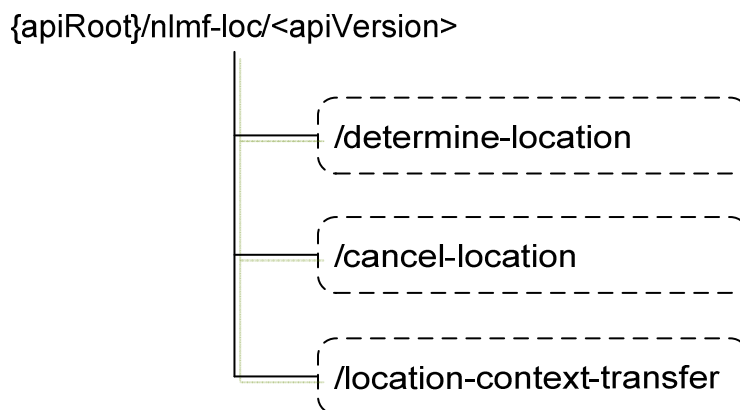 {apiRoot}/nlmf-loc/<apiVersion>
/determine-location
/cancel-location
/location-context-transfer